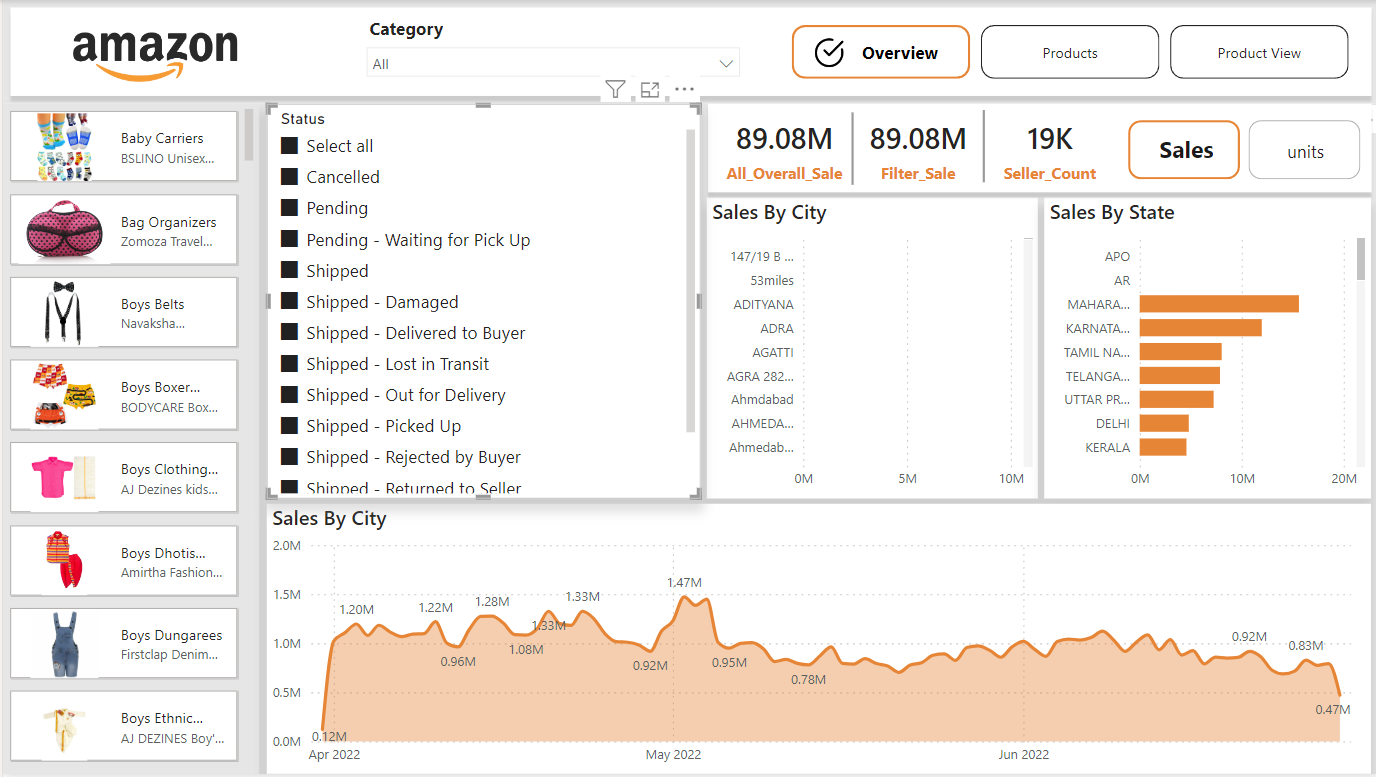 amazon
Category
All
Overview
Products
Product View
Baby Carriers
BSLINO Unisex...
Bag Organizers
Zomoza Travel...
Boys Belts
Navaksha...
Boys Boxer...
BODYCARE Box...
Boys Clothing...
AJ Dezines kids...
Boys Dhotis...
Amirtha Fashion...
Boys Dungarees
Firstclap Denim...
Boys Ethnic...
AJ DEZINES Boy'...
Status
Select all
Cancelled
Pending
Pending - Waiting for Pick Up
Shipped
Shipped - Damaged
Shipped - Delivered to Buyer
Shipped - Lost in Transit
Shipped - Out for Delivery
Shipped - Picked Up
Shipped - Rejected by Buyer
Shipped - Returned to Seller
89.08M
All_Overall_Sale
89.08M
Filter_Sale
19K
Seller_Count
Sales
units
Sales By City
147/19 B ...
53miles
ADITYANA
ADRA
AGATTI
AGRA 282...
Ahmdabad
AHMEDA...
Ahmedab...
0M 5M 10M
Sales By State
APO
AR
MAHARA...
KARNATA...
TAMIL NA...
TELANGA...
UTTAR PR...
DELHI
KERALA
0M 10M 20M
Sales By City
2.0M
1.5M
1.0M
0.5M
0.0M
0.12M
1.20M
1.22M
0.96M
1.28M
1.08M
1.33M
1.33M
0.92M
1.47M
0.95M
0.78M
0.92M
0.83M
0.47M
Apr 2022 May 2022 Jun 2022